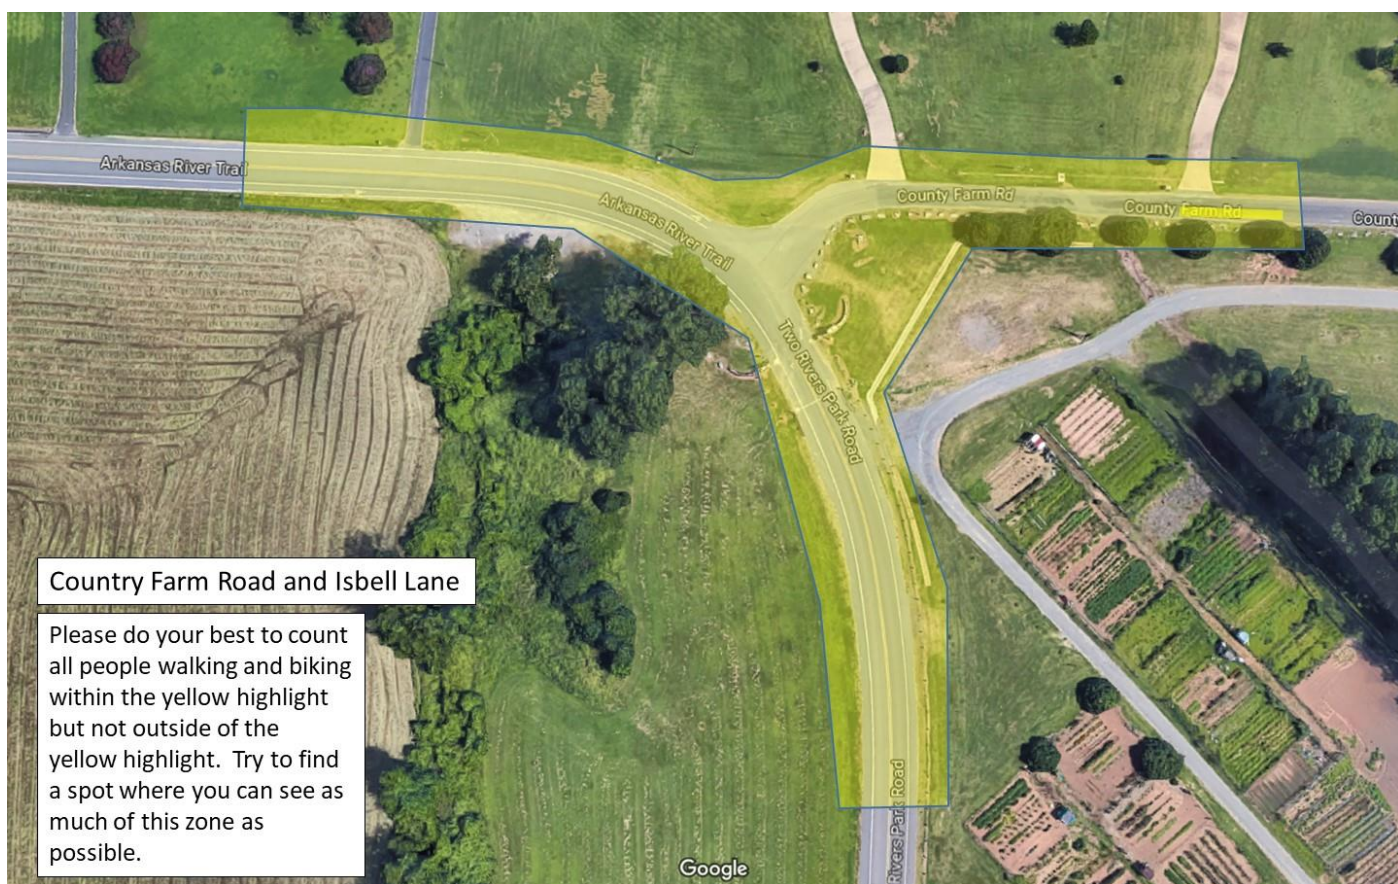 Arkansas River Trail
Arkansas River Trail
County Farm Rd
County Farm Rd
Count
Two Rivers Park Road
Rivers Park Road
Country Farm Road and Isbell Lane
Please do your best to count
all people walking and biking
within the yellow highlight
but not outside of the
yellow highlight.  Try to find
a spot where you can see as
much of this zone as
possible.
Google